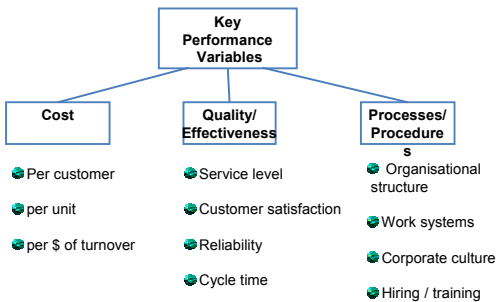 Key
Performance
Variables
Cost
Per customer
per unit
per $ of turnover
Quality/
Effectiveness
Service level
Customer satisfaction
Reliability
Cycle time
Processes/
Procedure
s
Organisational
structure
Work systems
Corporate culture
Hiring / training